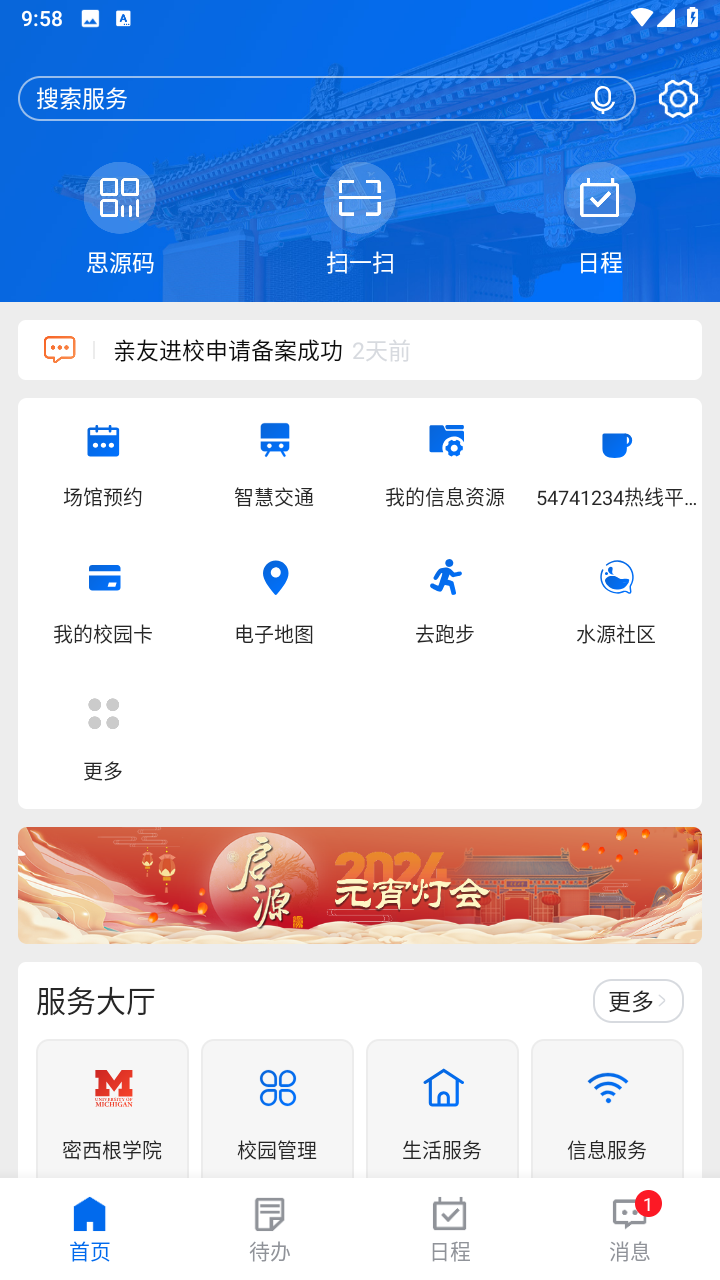 9:58
搜索服务
通大學
思源码
扫一扫
日程
亲友进校申请备案成功 2天前
场馆预约
智慧交通
我的信息资源
54741234热线平...
我的校园卡
电子地图
去跑步
水源社区
更多
启源
2024
元宵灯会
服务大厅
更多
M
UNIVERSITY OF
MICHIGAN
密西根学院
校园管理
生活服务
信息服务
首页
待办
日程
1
消息